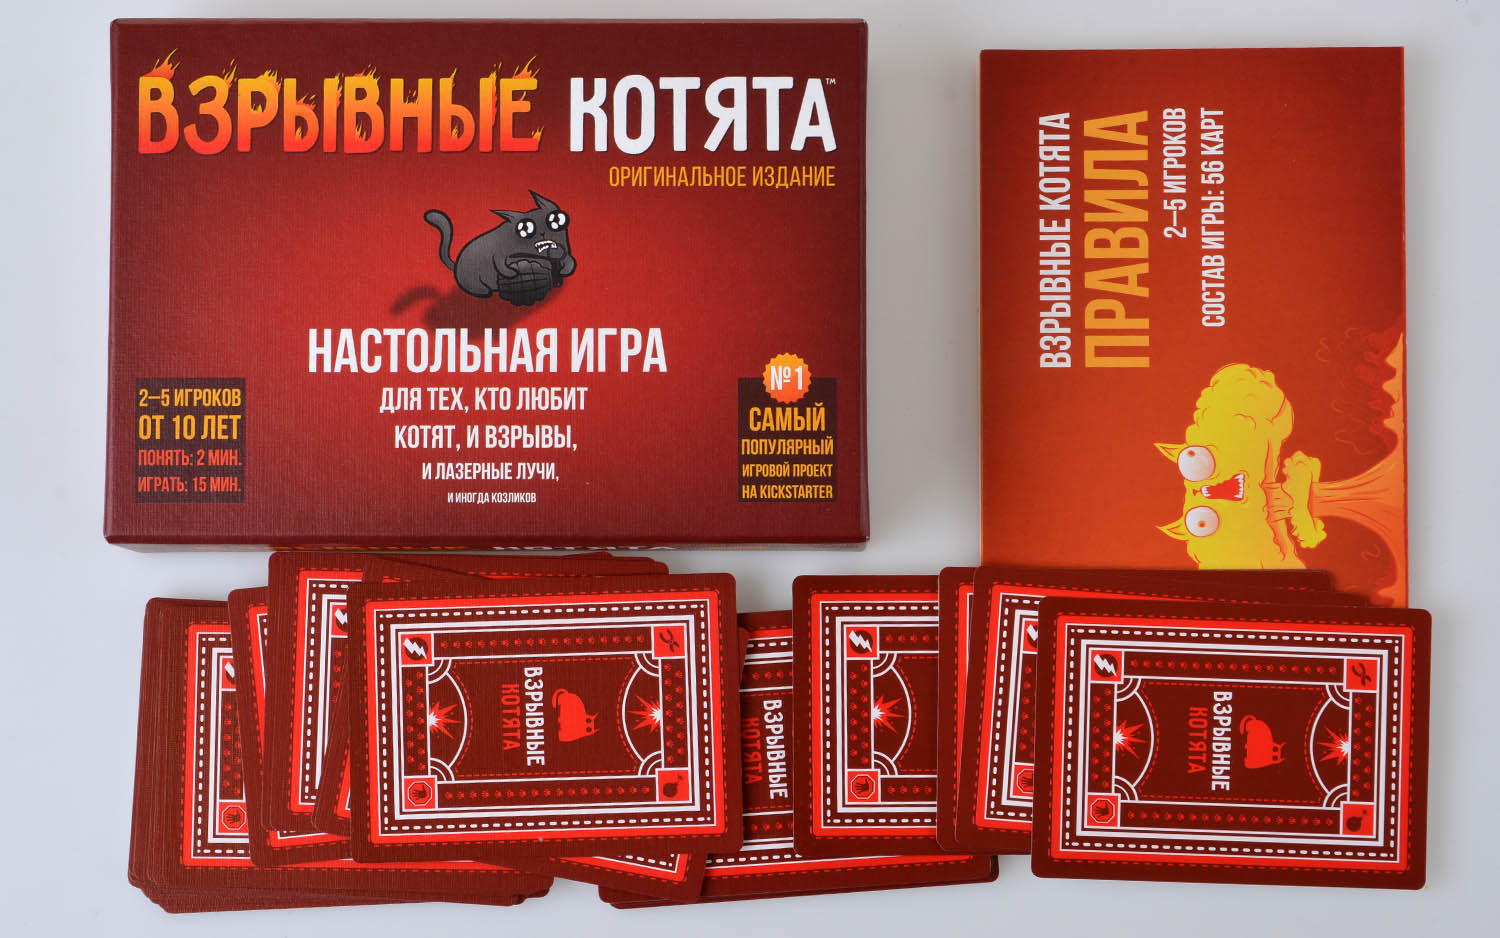 ВЗРЫВНЫЕ КОТЯТА™
ОРИГИНАЛЬНОЕ ИЗДАНИЕ
НАСТОЛЬНАЯ ИГРА
ДЛЯ ТЕХ, КТО ЛЮБИТ
КОТЯТ, И ВЗРЫВЫ,
И ЛАЗЕРНЫЕ ЛУЧИ,
И ИНОГДА КОЗЛИКОВ
2–5 ИГРОКОВ
ОТ 10 ЛЕТ
ПОНЯТЬ: 2 МИН.
ИГРАТЬ: 15 МИН.
№1
САМЫЙ
ПОПУЛЯРНЫЙ
ИГРОВОЙ ПРОЕКТ
НА KICKSTARTER
ВЗРЫВНЫЕ КОТЯТА
ПРАВИЛА
2–5 ИГРОКОВ
СОСТАВ ИГРЫ: 56 КАРТ
ВЗРЫВНЫЕ
КОТЯТА
ВЗРЫВНЫЕ
КОТЯТА
ВЗРЫВНЫЕ
КОТЯТА